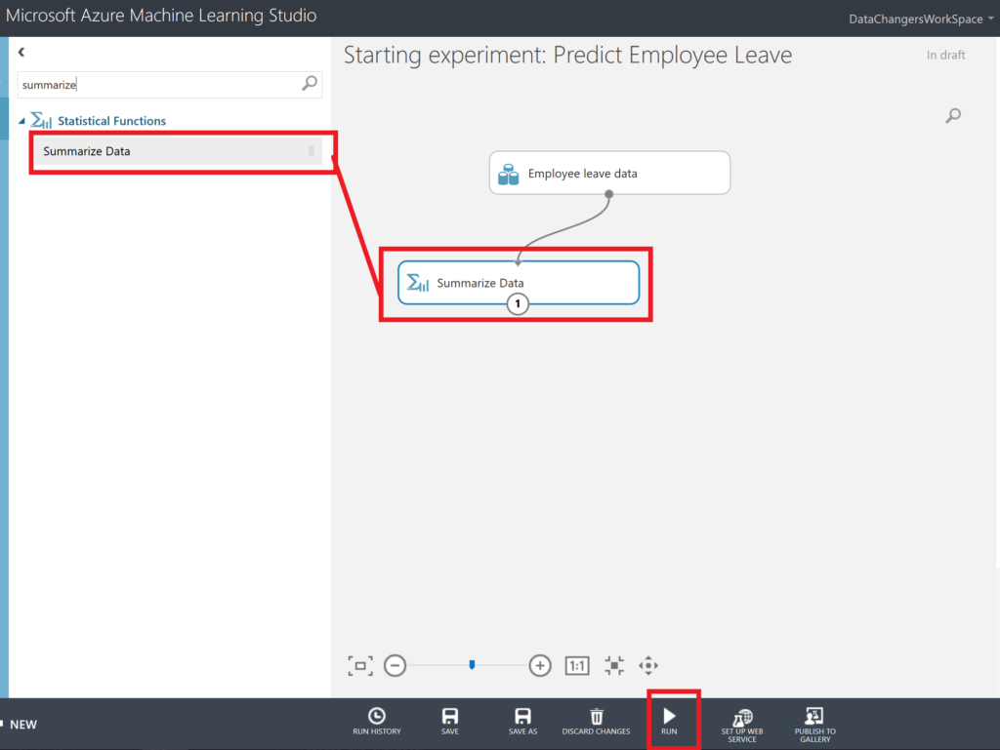 Microsoft Azure Machine Learning Studio
DataChangersWorkSpace
summarize
Statistical Functions
Summarize Data
Starting experiment: Predict Employee Leave
In draft
Employee leave data
Summarize Data
1
1:1
NEW
RUN HISTORY
SAVE
SAVE AS
DISCARD CHANGES
RUN
SET UP WEB
SERVICE
PUBLISH TO
GALLERY